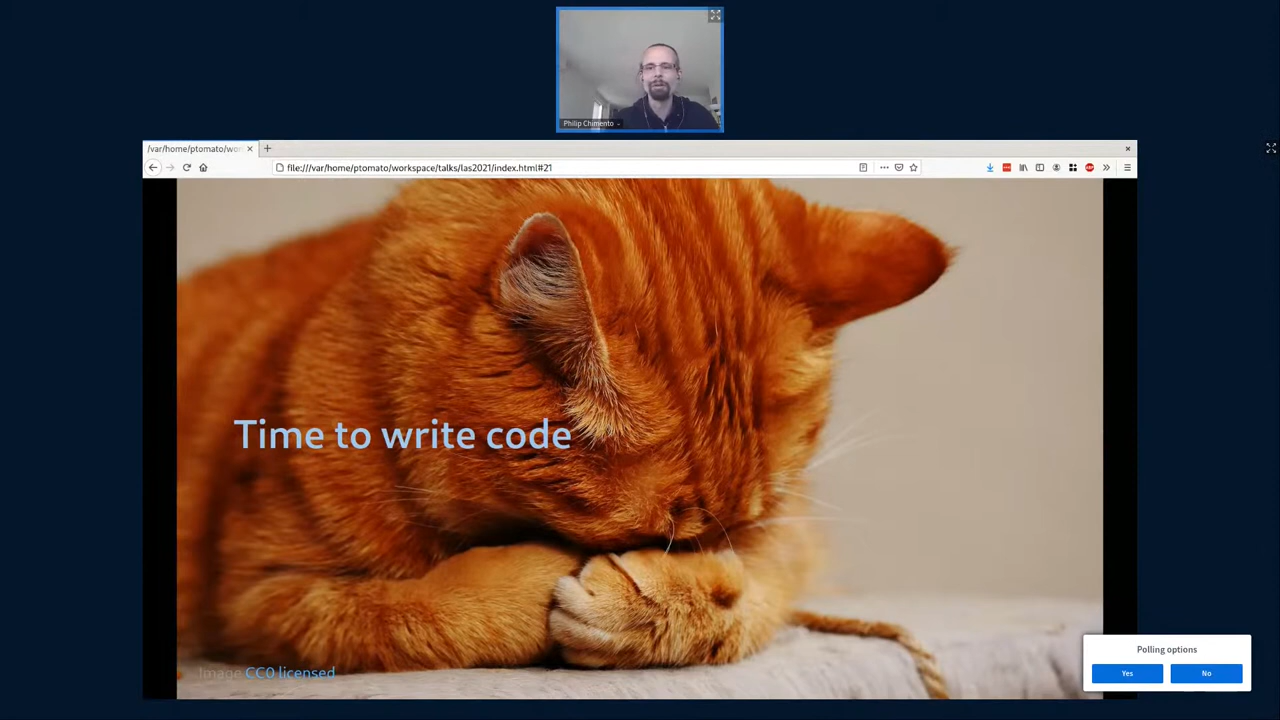 Philip Chimento
/var/home/ptomato/wor
file:///var/home/ptomato/workspace/talks/las2021/index.html#21
Time to write code
Image CC0 licensed
Polling options
Yes
No